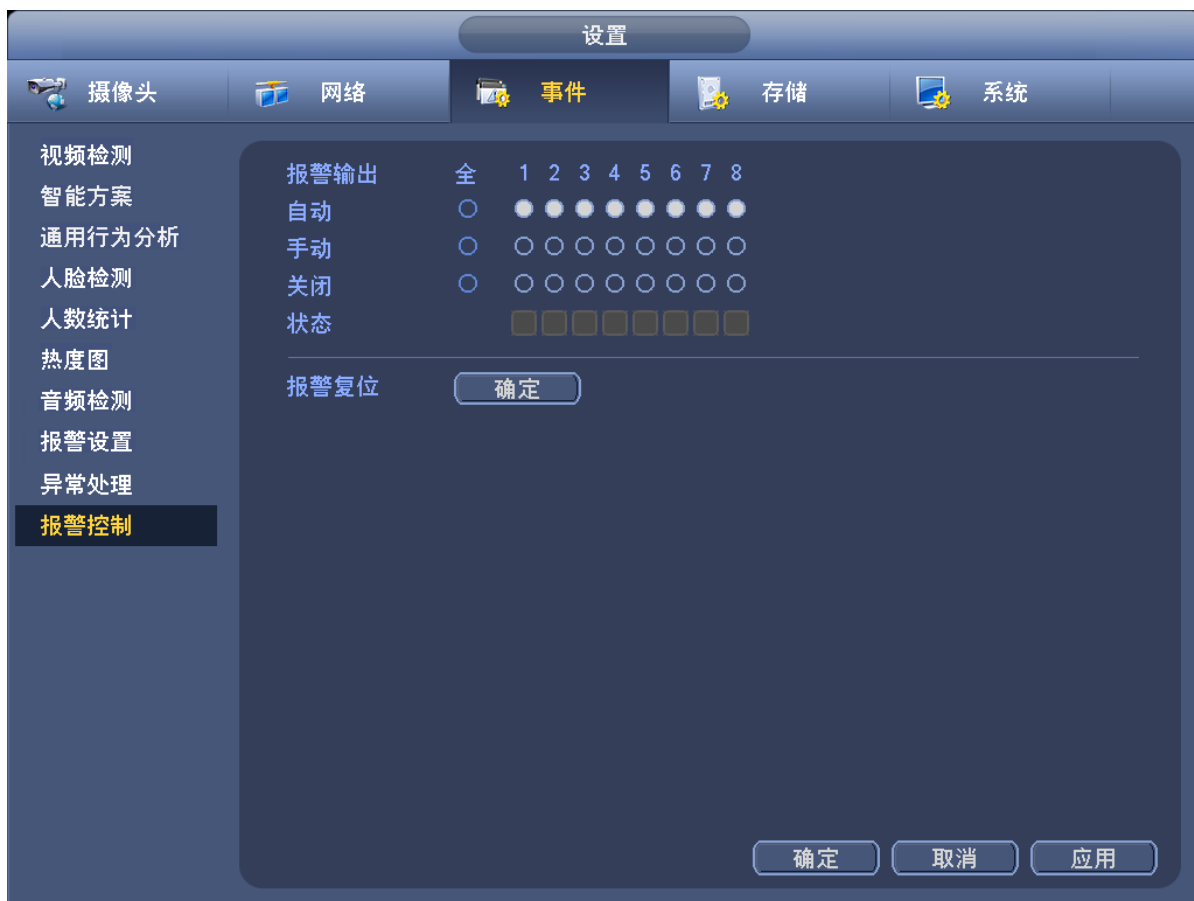 设置
摄像头 网络 事件 存储 系统
视频检测
智能方案
通用行为分析
人脸检测
人数统计
热度图
音频检测
报警设置
异常处理
报警控制
报警输出 全 1 2 3 4 5 6 7 8
自动
手动
关闭
状态
报警复位 确定
确定 取消 应用